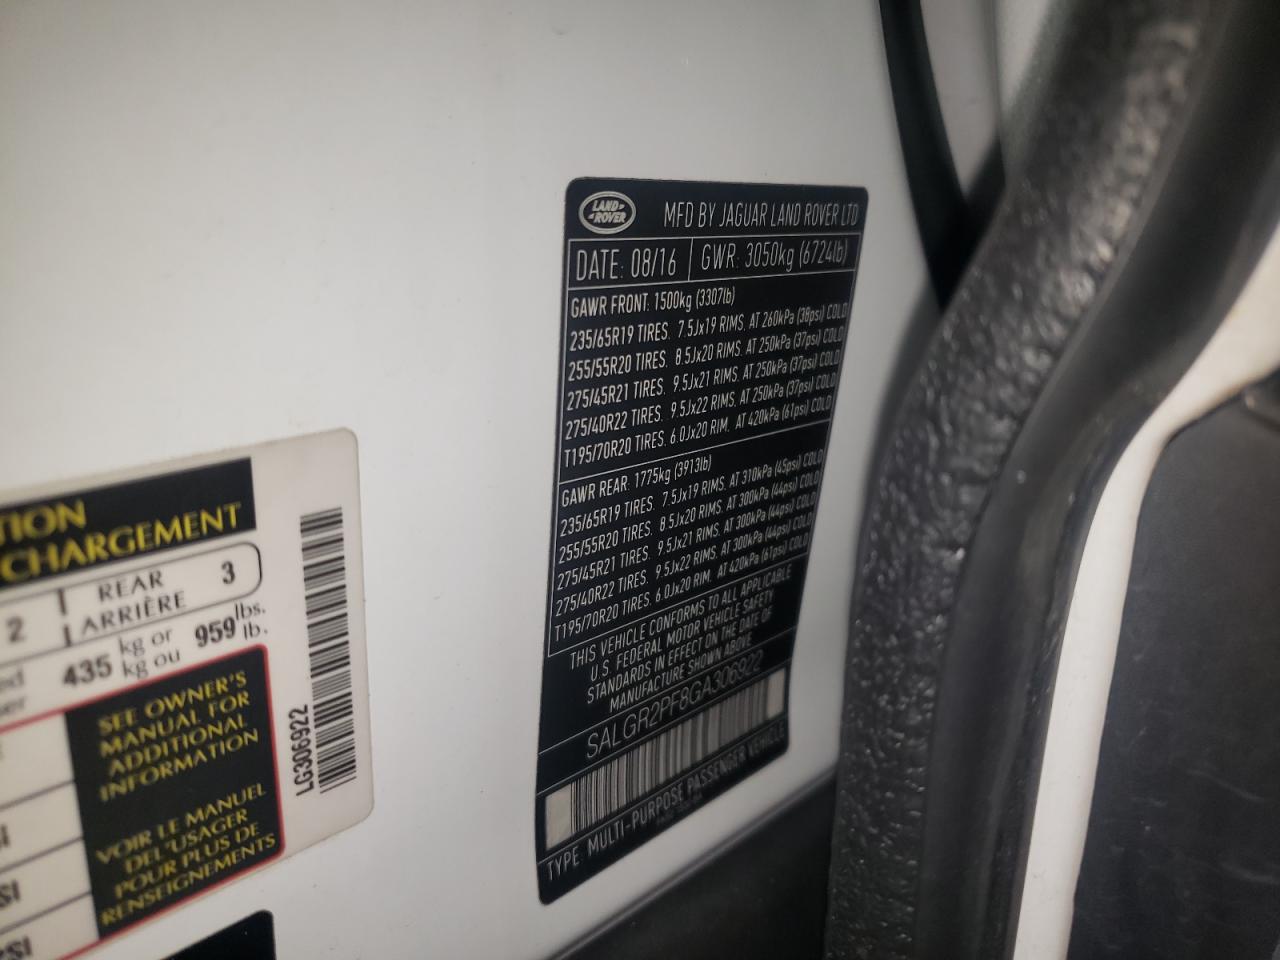 TION
CHARGEMENT
2
REAR
ARRIÈRE
3
435 kg or
kg ou
959 lbs.
lb.
SEE OWNER'S
MANUAL FOR
ADDITIONAL
INFORMATION
VOIR LE MANUEL
DEL'USAGER
POUR PLUS DE
RENSEIGNEMENTS
LG306922
LAND-
-ROVER
MFD BY JAGUAR LAND ROVER LTD
DATE: 08/16
GWR: 3050kg (6724lb)
GAWR FRONT: 1500kg (3307lb)
235/65R19 TIRES. 7.5Jx19 RIMS, AT 260kPa (38psi) COLD
255/55R20 TIRES. 8.5Jx20 RIMS. AT 250kPa (37psi) COLD
275/45R21 TIRES. 9.5Jx21 RIMS, AT 250kPa (37psi) COLD
275/40R22 TIRES. 9.5Jx22 RIMS, AT 250kPa (37psi) COLD
T195/70R20 TIRES. 6.0Jx20 RIM. AT 420kPa (61psi) COLD
GAWR REAR: 1775kg (3913lb)
235/65R19 TIRES. 7.5Jx19 RIMS, AT 310kPa (45psi) COLD
255/55R20 TIRES. 8.5Jx20 RIMS, AT 300kPa (44psi) COLD
275/45R21 TIRES. 9.5Jx21 RIMS, AT 300kPa (44psi) COLD
275/40R22 TIRES. 9.5Jx22 RIMS, AT 300kPa (44psi) COLD
T195/70R20 TIRES. 6.0Jx20 RIM. AT 420kPa (61psi) COLD
THIS VEHICLE CONFORMS TO ALL APPLICABLE
U.S. FEDERAL MOTOR VEHICLE SAFETY
STANDARDS IN EFFECT ON THE DATE OF
MANUFACTURE SHOWN ABOVE
SALGR2PF8GA306922
TYPE: MULTI-PURPOSE PASSENGER VEHICLE